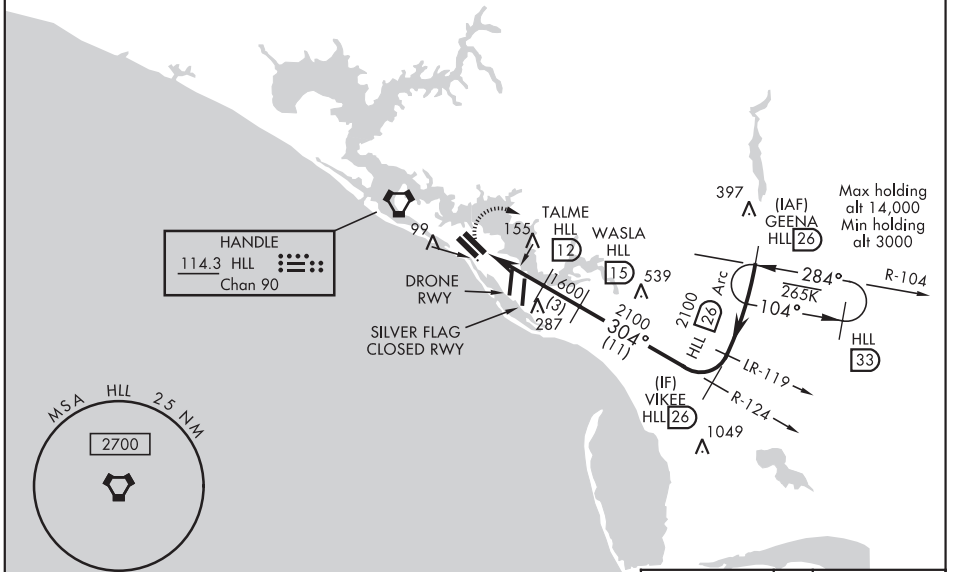 397
Max holding
alt 14,000
Min holding
alt 3000
(IAF)
GEENA
HLL 26
TALME
HLL
12
WASLA
HLL
15
99
155
HANDLE
114.3 HLL
Chan 90
DRONE
RWY
SILVER FLAG
CLOSED RWY
1600
(3)
287
539
2100
304°
(11)
2100
HLL 26 Arc
284°
265K
104°
R-104
HLL
33
LR-119
R-124
(IF)
VIKEE
HLL 26
1049
MSA HLL 25 NM
2700